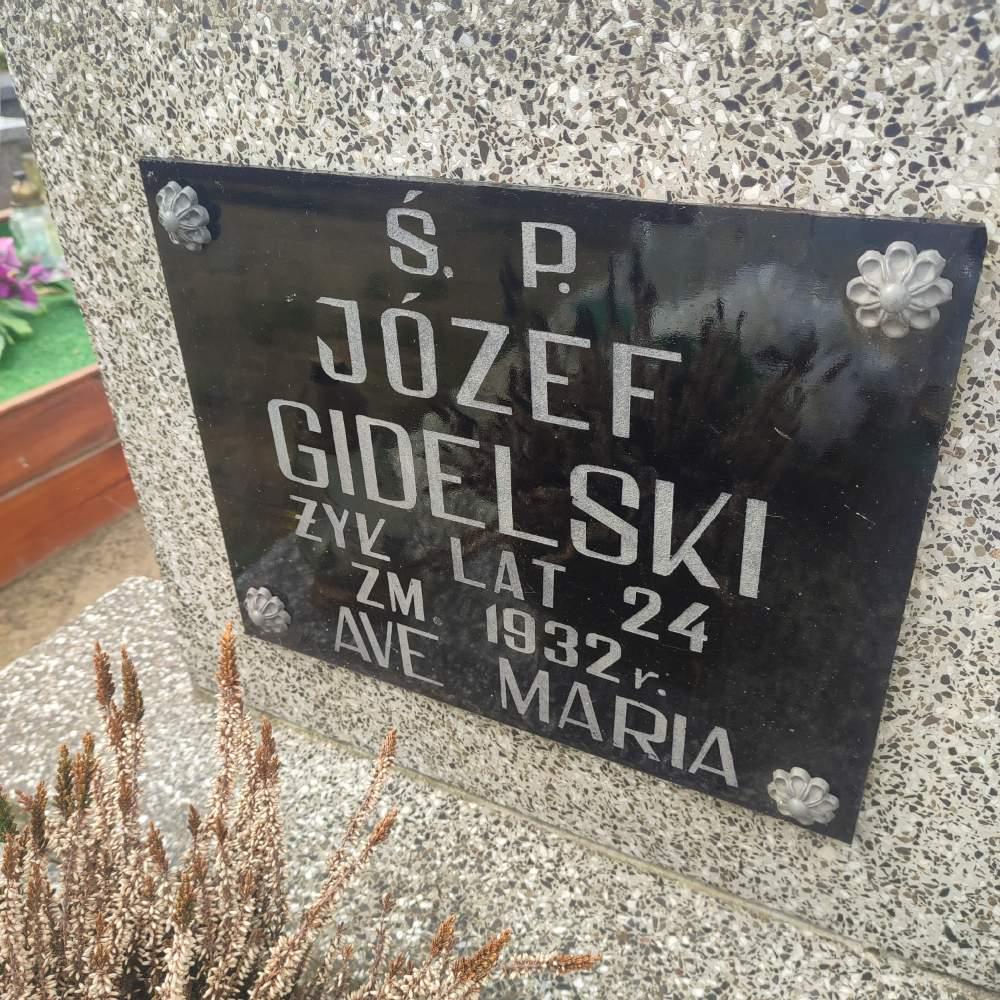 Ś. P.
JÓZEF
GIDELSKI
ŻYŁ LAT 24
ZM. 1932 r.
AVE MARIA